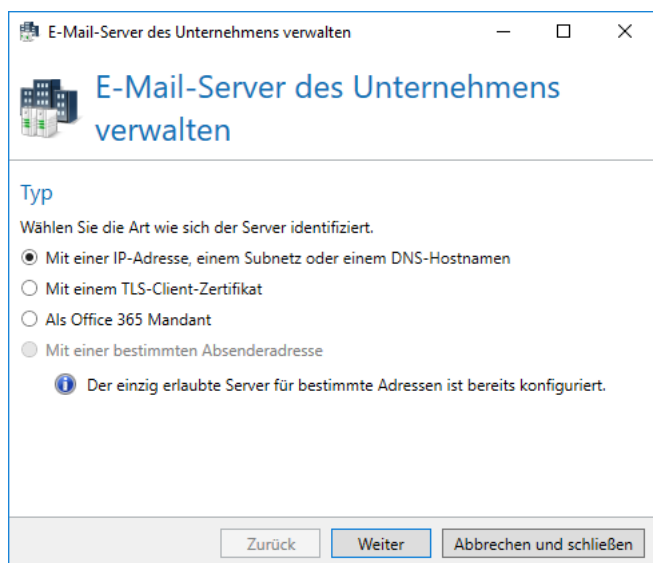 E-Mail-Server des Unternehmens verwalten
E-Mail-Server des Unternehmens
verwalten
Typ
Wählen Sie die Art wie sich der Server identifiziert.
Mit einer IP-Adresse, einem Subnetz oder einem DNS-Hostnamen
Mit einem TLS-Client-Zertifikat
Als Office 365 Mandant
Mit einer bestimmten Absenderadresse
Der einzig erlaubte Server für bestimmte Adressen ist bereits konfiguriert.
Zurück Weiter Abbrechen und schließen